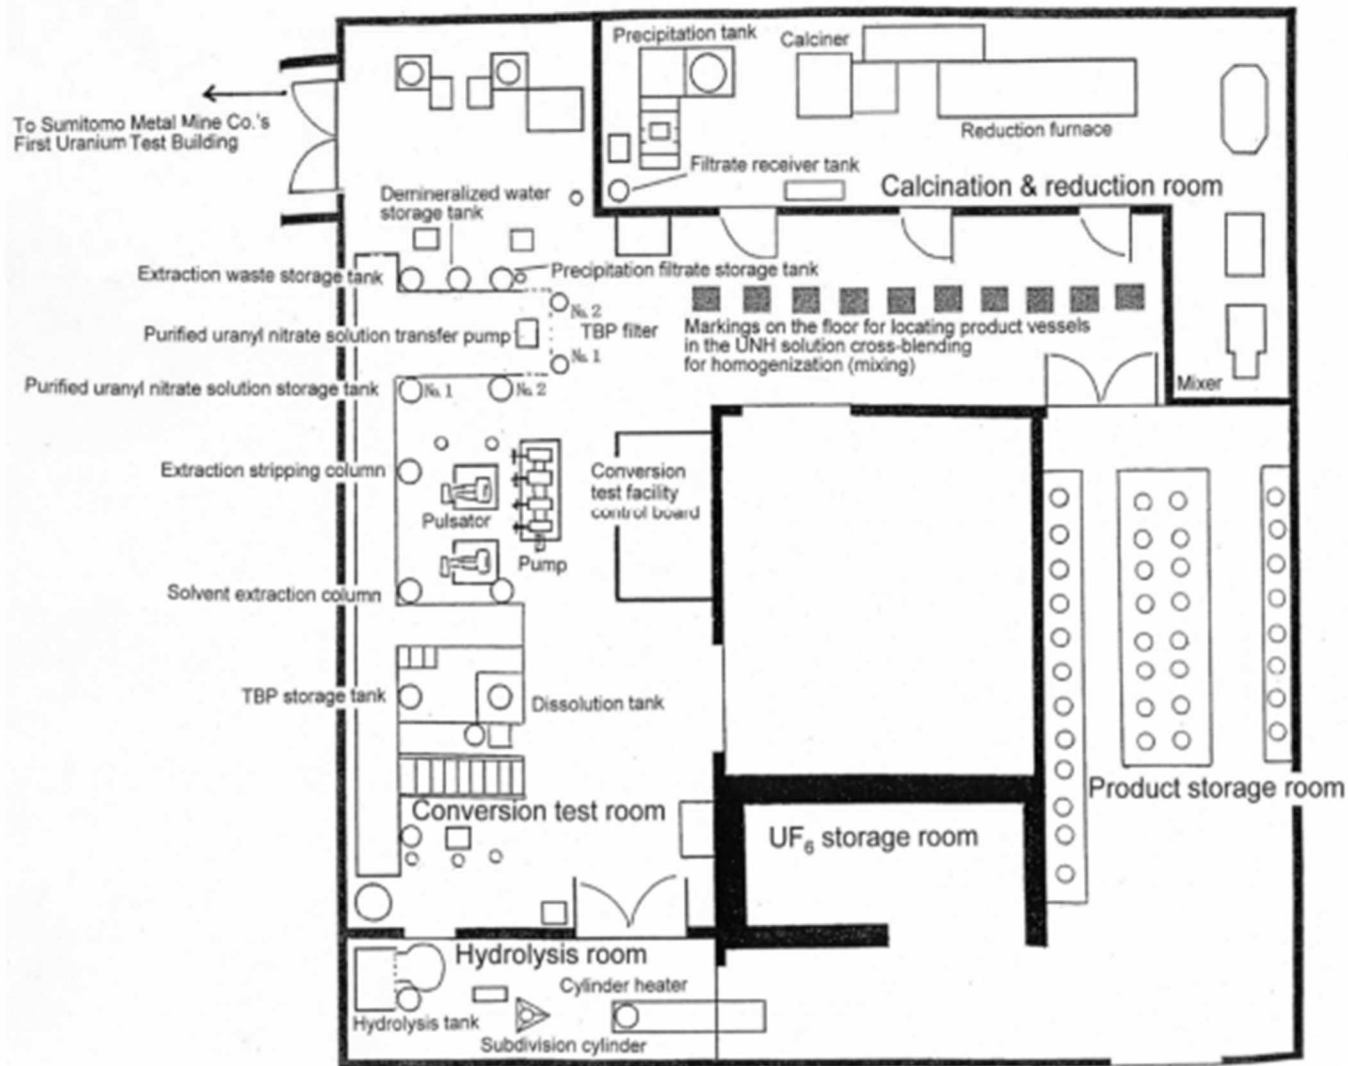 Precipitation tank
Calciner
To Sumitomo Metal Mine Co.'s
First Uranium Test Building
Reduction furnace
Filtrate receiver tank
Calcination & reduction room
Demineralized water
storage tank
Extraction waste storage tank
Precipitation filtrate storage tank
No. 2
TBP filter
Purified uranyl nitrate solution transfer pump
No. 1
Markings on the floor for locating product vessels
in the UNH solution cross-blending
for homogenization (mixing)
Purified uranyl nitrate solution storage tank
No. 1
No. 2
Mixer
Extraction stripping column
Conversion
test facility
control board
Pulsator
Pump
Solvent extraction column
TBP storage tank
Dissolution tank
Conversion test room
UF6 storage room
Product storage room
Hydrolysis room
Cylinder heater
Hydrolysis tank
Subdivision cylinder